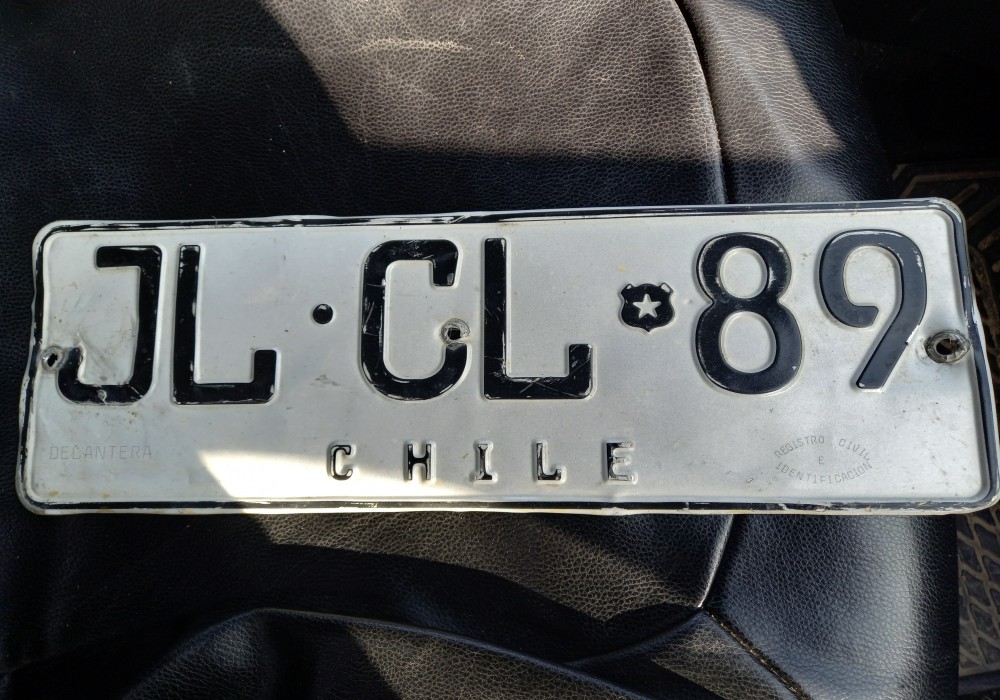 JL·CL 89
DECANTERA
CHILE
REGISTRO CIVIL
E
IDENTIFICACION